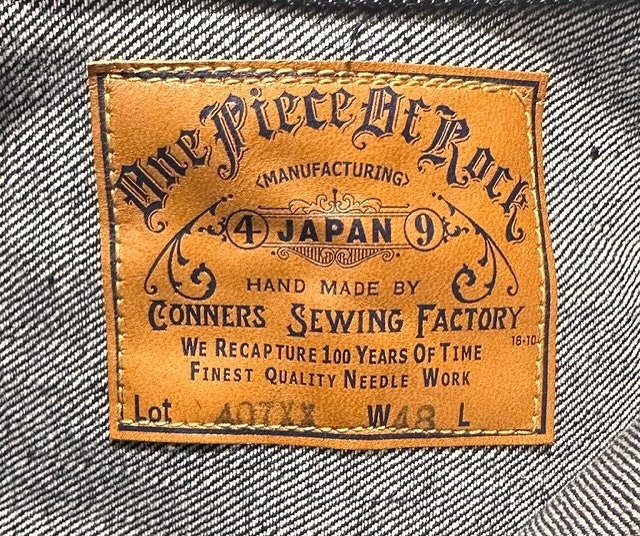 One Piece Of Rock
<MANUFACTURING>
4 JAPAN 9
HAND MADE BY
CONNERS SEWING FACTORY
WE RECAPTURE 100 YEARS OF TIME
FINEST QUALITY NEEDLE WORK
Lot 407XX W48 L